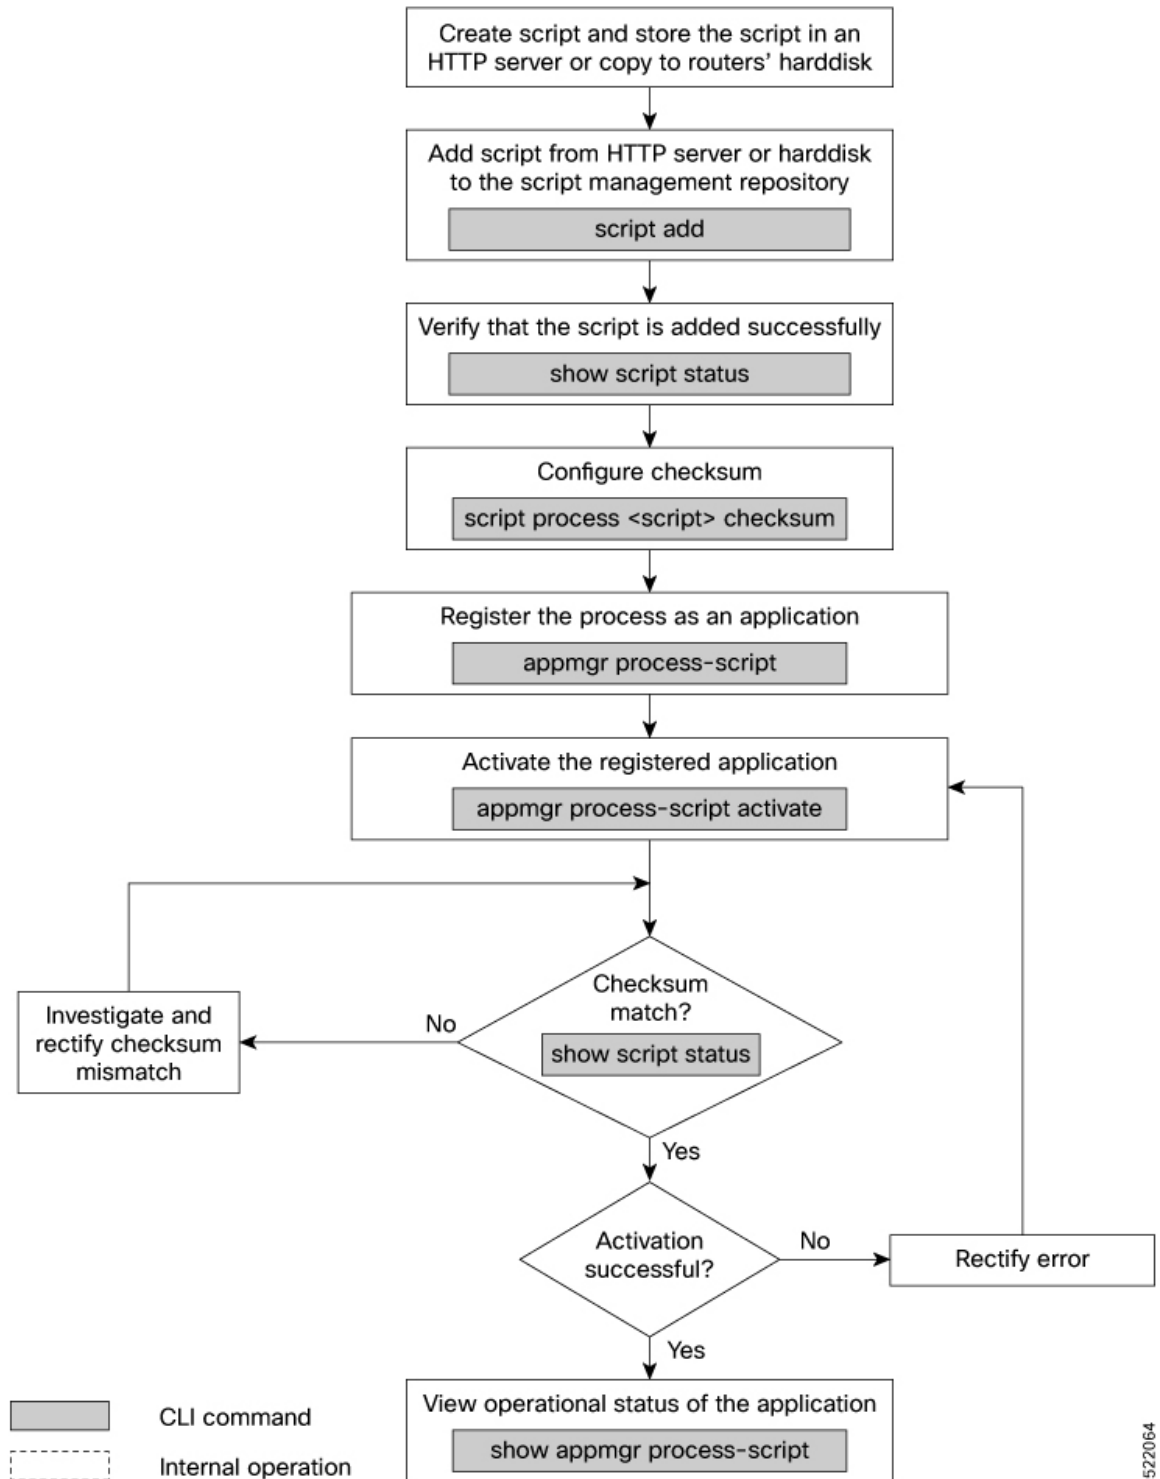 Create script and store the script in an
HTTP server or copy to routers’ harddisk
Add script from HTTP server or harddisk
to the script management repository
script add
Verify that the script is added successfully
show script status
Configure checksum
script process <script> checksum
Register the process as an application
appmgr process-script
Activate the registered application
appmgr process-script activate
Checksum
match?
show script status
No
Investigate and
rectify checksum
mismatch
Yes
Activation
successful?
No
Rectify error
Yes
View operational status of the application
show appmgr process-script
CLI command
Internal operation
522064